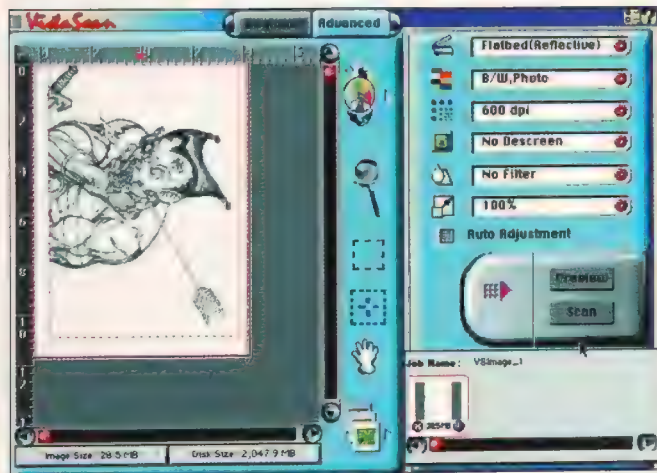 VistaScan
Advanced
Flatbed(Reflective)
B/W,Photo
600 dpi
No Descreen
No Filter
100%
Auto Adjustment
Preview
Scan
Job Name: VSImage_1
Image Size: 28.5 MB
Disk Size: 2,047.9 MB